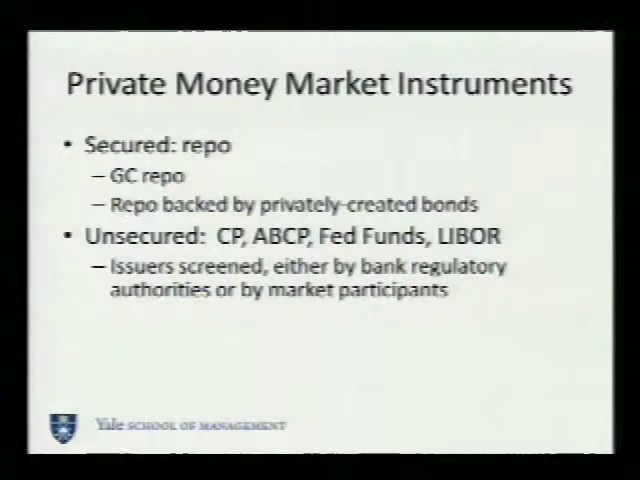 Private Money Market Instruments
• Secured: repo
– GC repo
– Repo backed by privately-created bonds
• Unsecured: CP, ABCP, Fed Funds, LIBOR
– Issuers screened, either by bank regulatory
authorities or by market participants
Yale SCHOOL OF MANAGEMENT